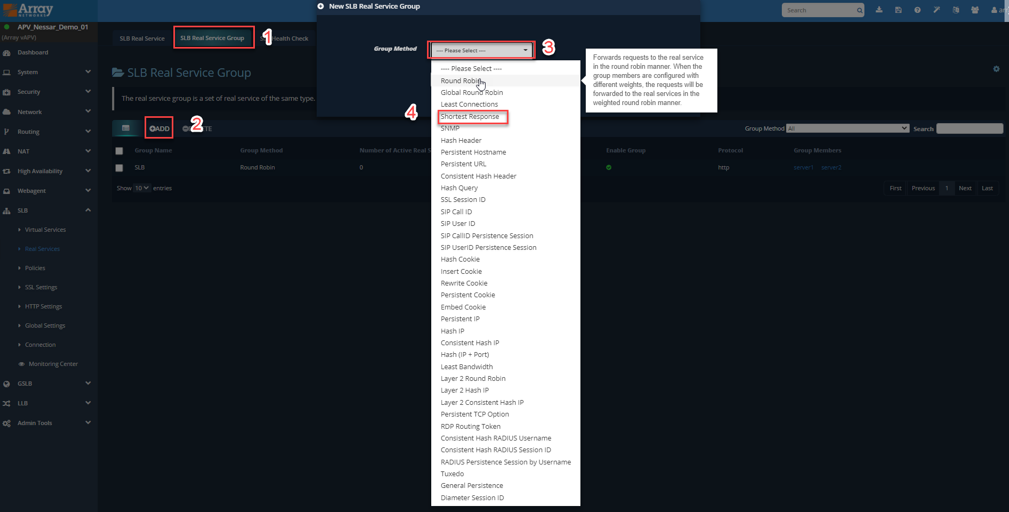 Array
NETWORKS
New SLB Real Service Group
Search
APV_Nessar_Demo_01
(Array vAPV)
SLB Real Service
SLB Real Service Group
1
Health Check
Group Method
---- Please Select ----
3
Forwards requests to the real service
in the round robin manner. When the
group members are configured with
different weights, the requests will be
forwarded to the real services in the
weighted round robin manner.
Dashboard
System
Security
Network
Routing
NAT
High Availability
Webagent
SLB
Virtual Services
Real Services
Policies
SSL Settings
HTTP Settings
Global Settings
Connection
Monitoring Center
GSLB
LLB
Admin Tools
SLB Real Service Group
The real service group is a set of real service of the same type.
ADD
2
Group Method
All
Search
Group Name
Group Method
Number of Active Real S
Enable Group
Protocol
Group Members
SLB
Round Robin
0
http
server1
server2
Show 10 entries
First
Previous
1
Next
Last
---- Please Select ----
Round Robin
Global Round Robin
Least Connections
4
Shortest Response
SNMP
Hash Header
Persistent Hostname
Persistent URL
Consistent Hash Header
Hash Query
SSL Session ID
SIP Call ID
SIP User ID
SIP CallID Persistence Session
SIP UserID Persistence Session
Hash Cookie
Insert Cookie
Rewrite Cookie
Persistent Cookie
Embed Cookie
Persistent IP
Hash IP
Consistent Hash IP
Hash (IP + Port)
Least Bandwidth
Layer 2 Round Robin
Layer 2 Hash IP
Layer 2 Consistent Hash IP
Persistent TCP Option
RDP Routing Token
Consistent Hash RADIUS Username
Consistent Hash RADIUS Session ID
RADIUS Persistence Session by Username
Tuxedo
General Persistence
Diameter Session ID